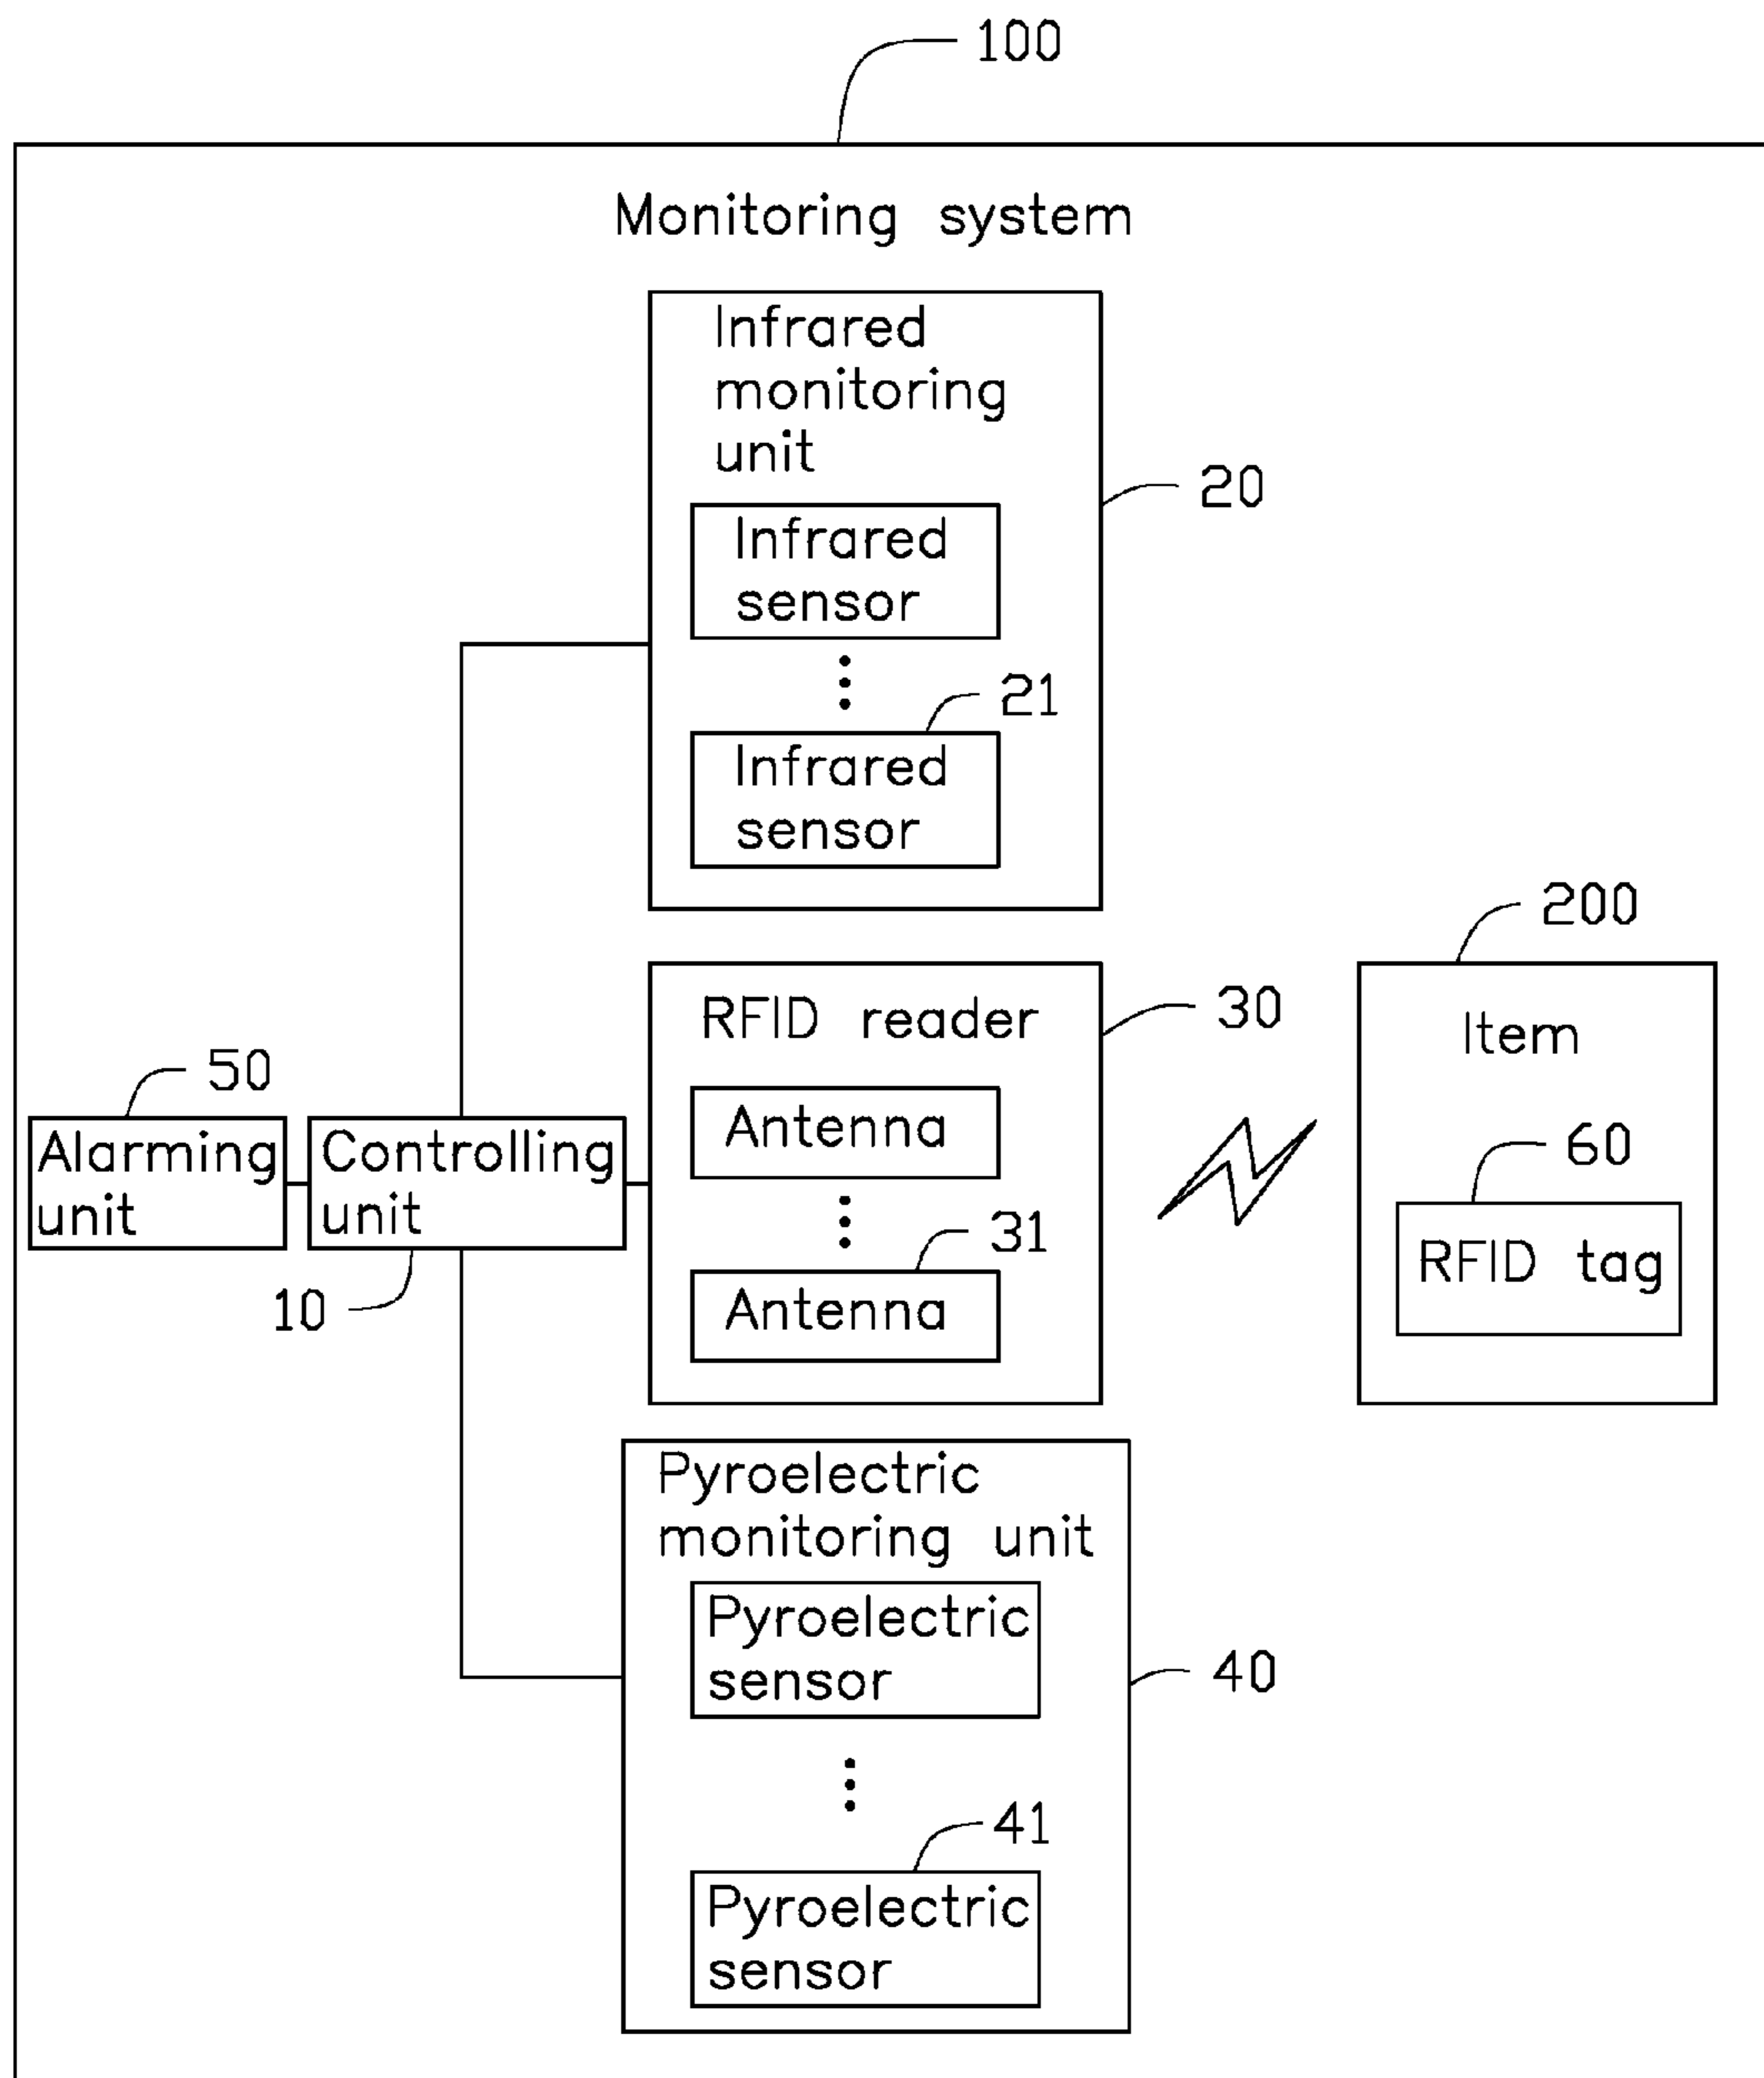 100
Monitoring system
Infrared
monitoring
unit
20
Infrared
sensor
21
Infrared
sensor
200
RFID reader
30
Item
50
Antenna
60
Alarming
unit
Controlling
unit
31
RFID tag
10
Antenna
Pyroelectric
monitoring unit
Pyroelectric
sensor
40
41
Pyroelectric
sensor